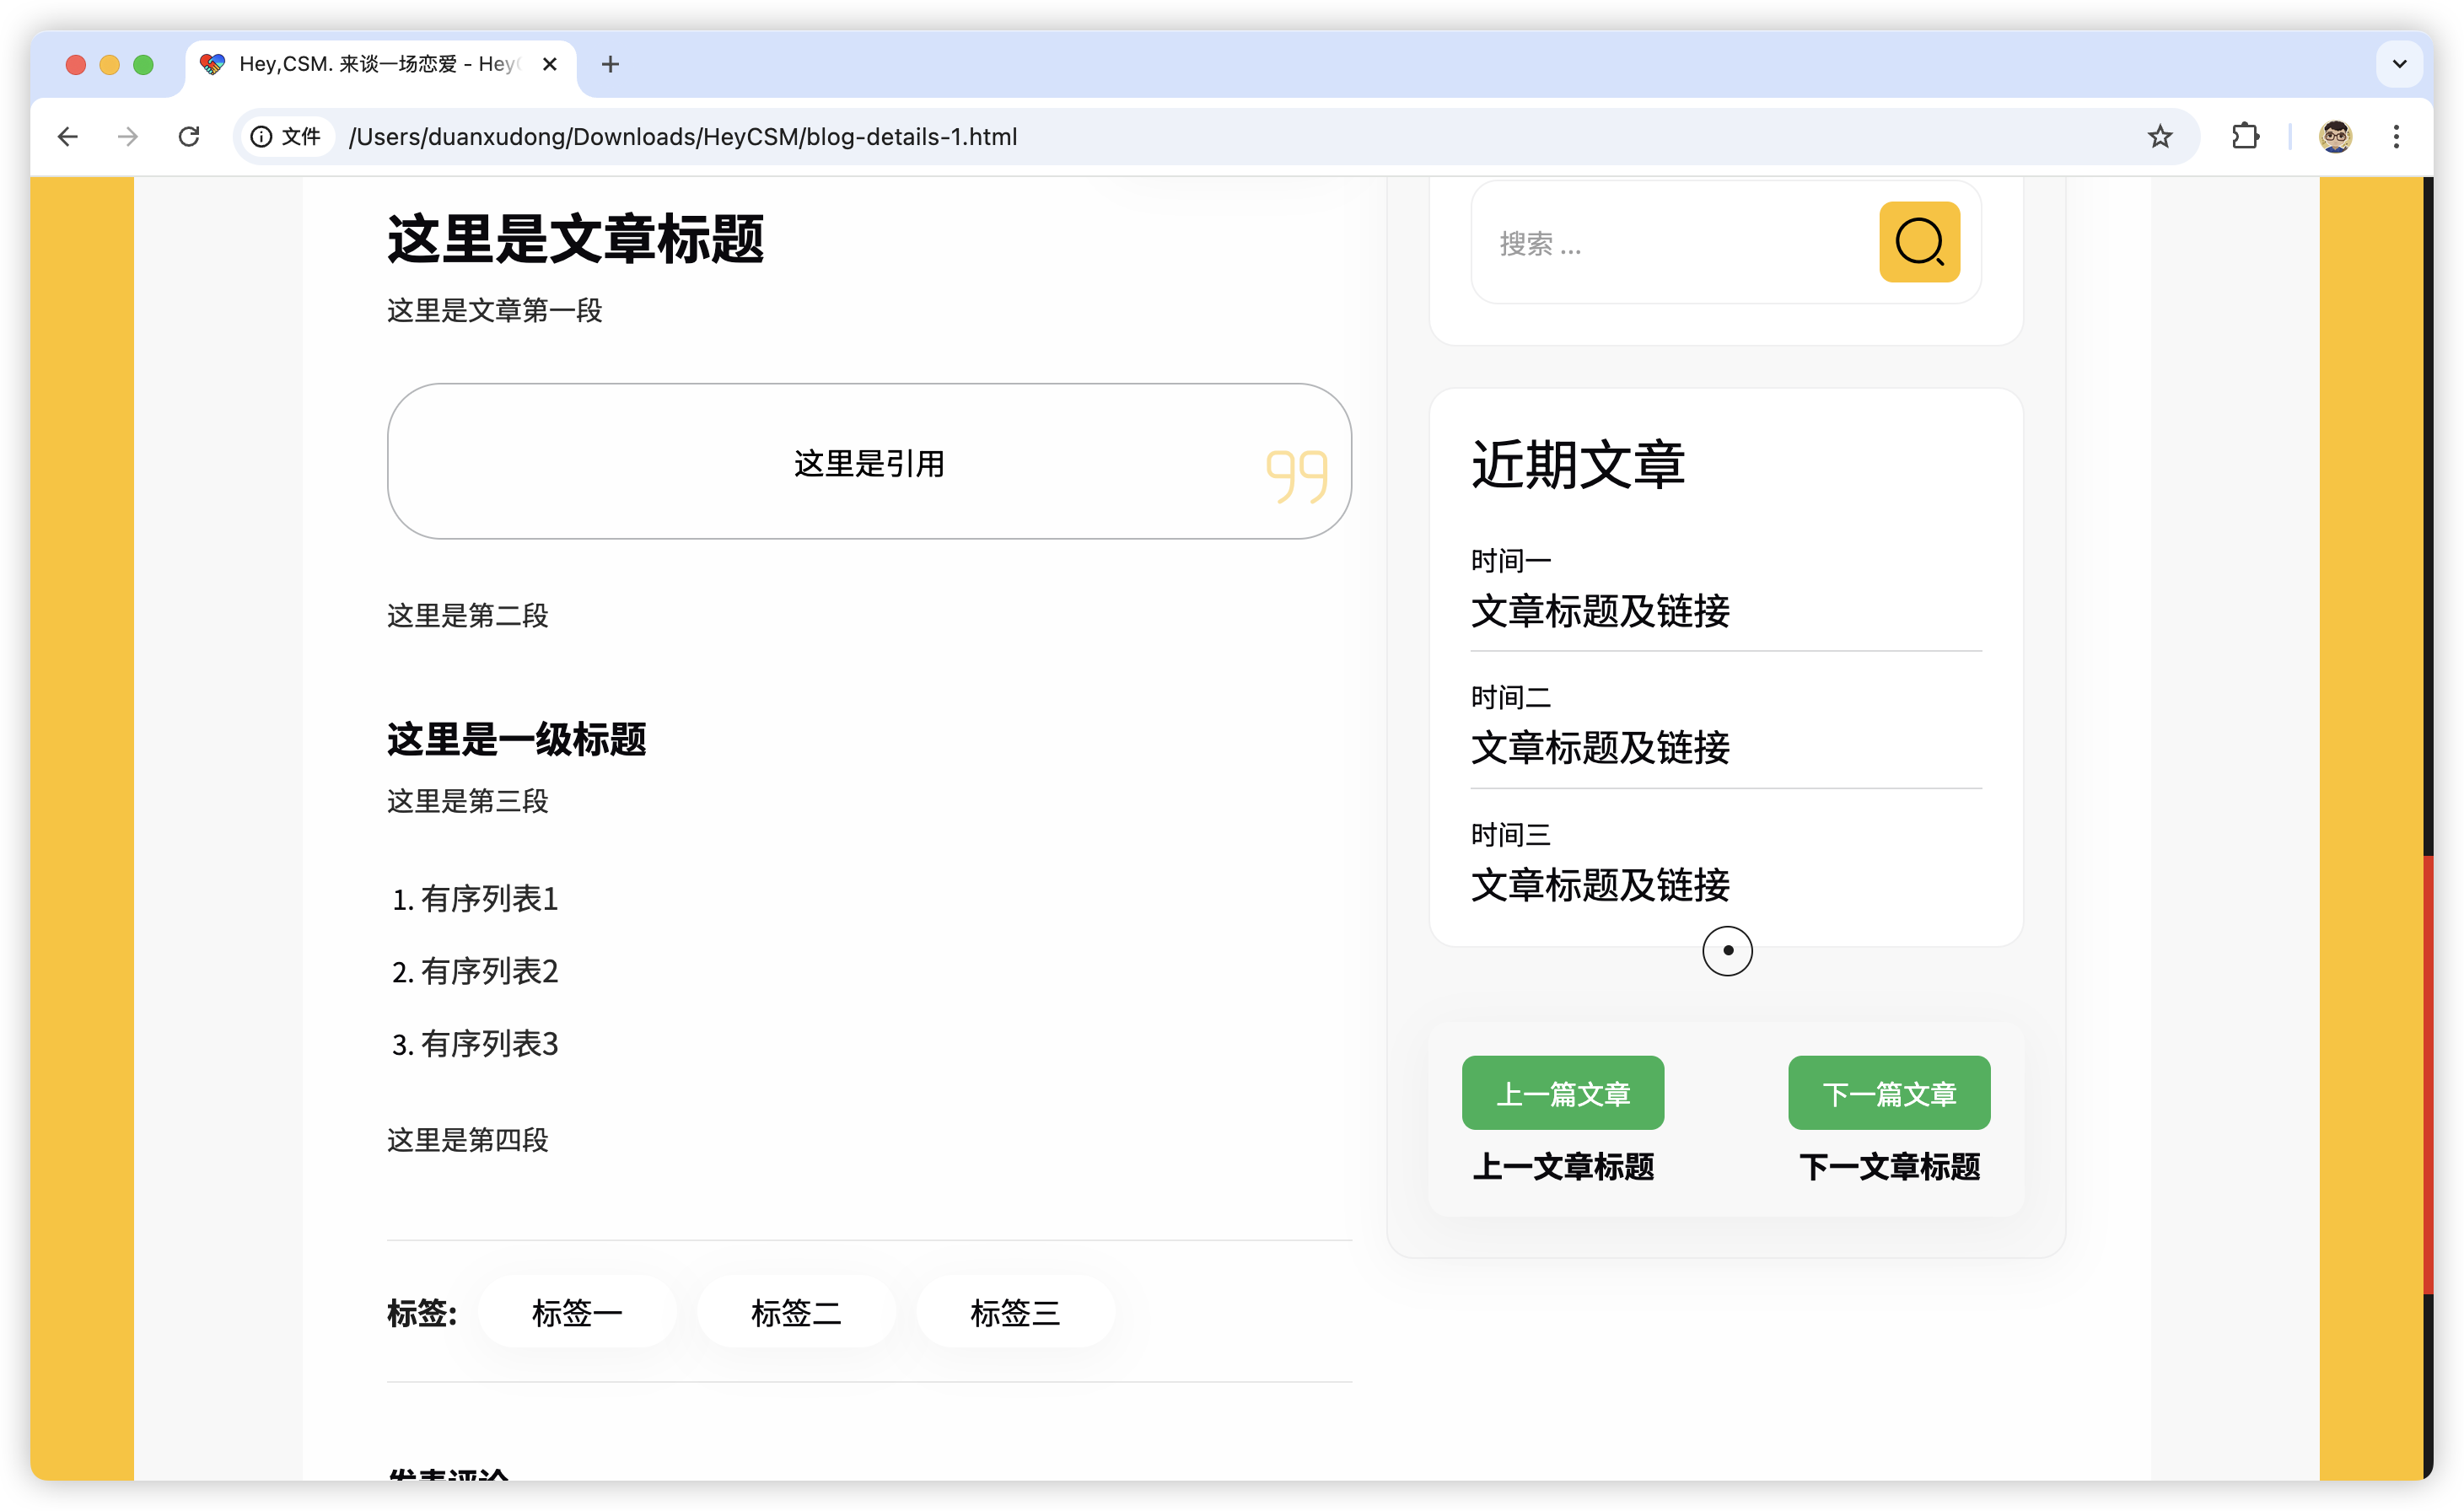 Hey,CSM. 来谈一场恋爱 - Hey
文件 /Users/duanxudong/Downloads/HeyCSM/blog-details-1.html
这里是文章标题
这里是文章第一段
这里是引用
这里是第二段
这里是一级标题
这里是第三段
1. 有序列表1
2. 有序列表2
3. 有序列表3
这里是第四段
标签: 标签一 标签二 标签三
发表评论
搜索 ...
近期文章
时间一
文章标题及链接
时间二
文章标题及链接
时间三
文章标题及链接
上一篇文章 下一篇文章
上一文章标题 下一文章标题